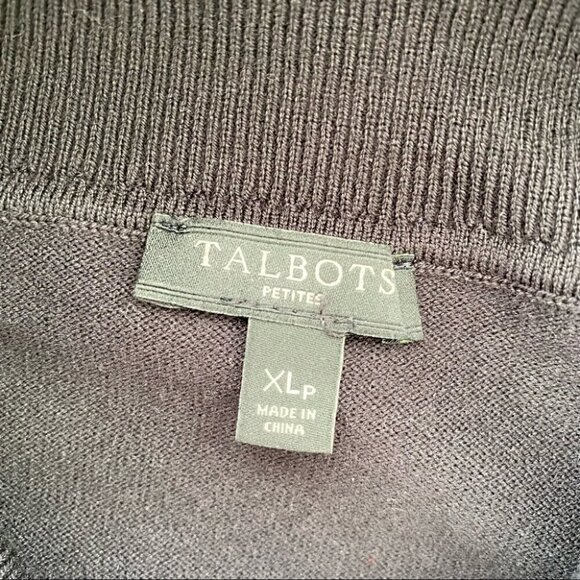 TALBOTS
PETITES
XLP
MADE IN
CHINA